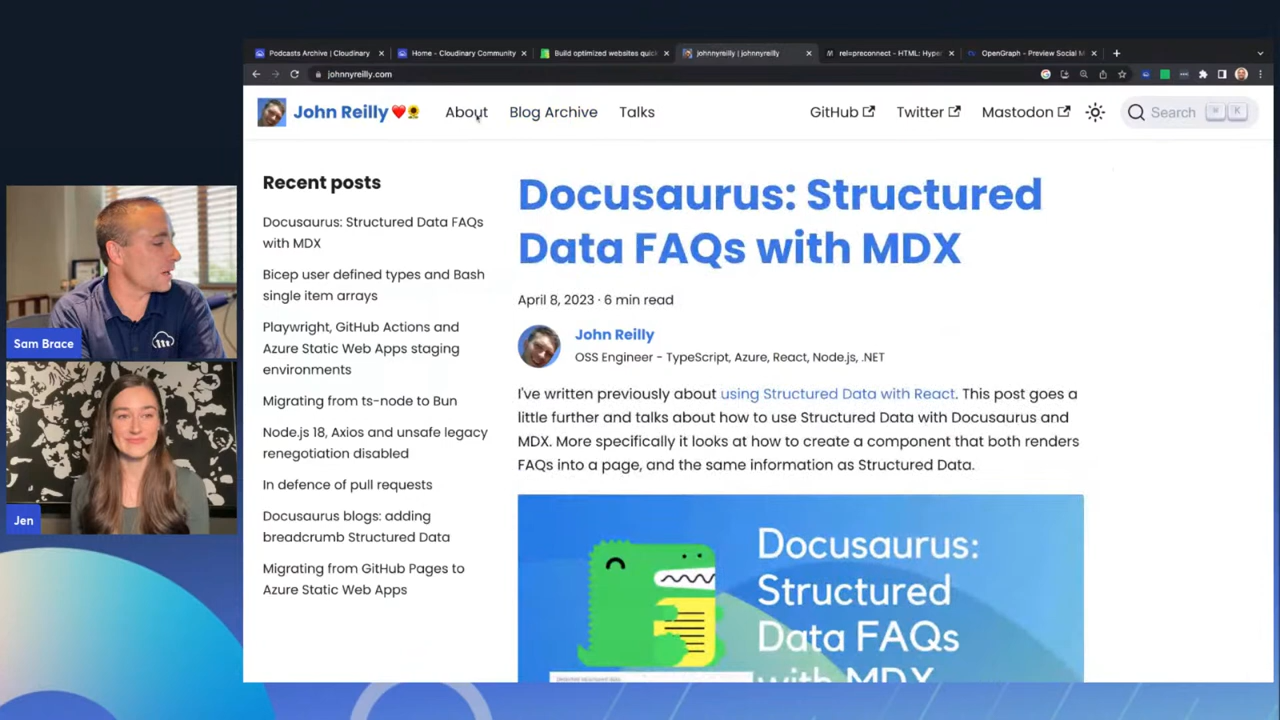 Podcasts Archive | Cloudinary
Home - Cloudinary Community
Build optimized websites quic
johnnyreilly | johnnyreilly
rel=preconnect - HTML: Hyper
OpenGraph - Preview Social M
johnnyreilly.com
John Reilly ❤️🌻
About
Blog Archive
Talks
GitHub
Twitter
Mastodon
Search
⌘ K
Recent posts
Docusaurus: Structured Data FAQs
with MDX
Bicep user defined types and Bash
single item arrays
Playwright, GitHub Actions and
Azure Static Web Apps staging
environments
Migrating from ts-node to Bun
Node.js 18, Axios and unsafe legacy
renegotiation disabled
In defence of pull requests
Docusaurus blogs: adding
breadcrumb Structured Data
Migrating from GitHub Pages to
Azure Static Web Apps
Docusaurus: Structured
Data FAQs with MDX
April 8, 2023 · 6 min read
John Reilly
OSS Engineer - TypeScript, Azure, React, Node.js, .NET
I've written previously about using Structured Data with React. This post goes a
little further and talks about how to use Structured Data with Docusaurus and
MDX. More specifically it looks at how to create a component that both renders
FAQs into a page, and the same information as Structured Data.
Docusaurus:
Structured
Data FAQs
with MDX
Sam Brace
Jen